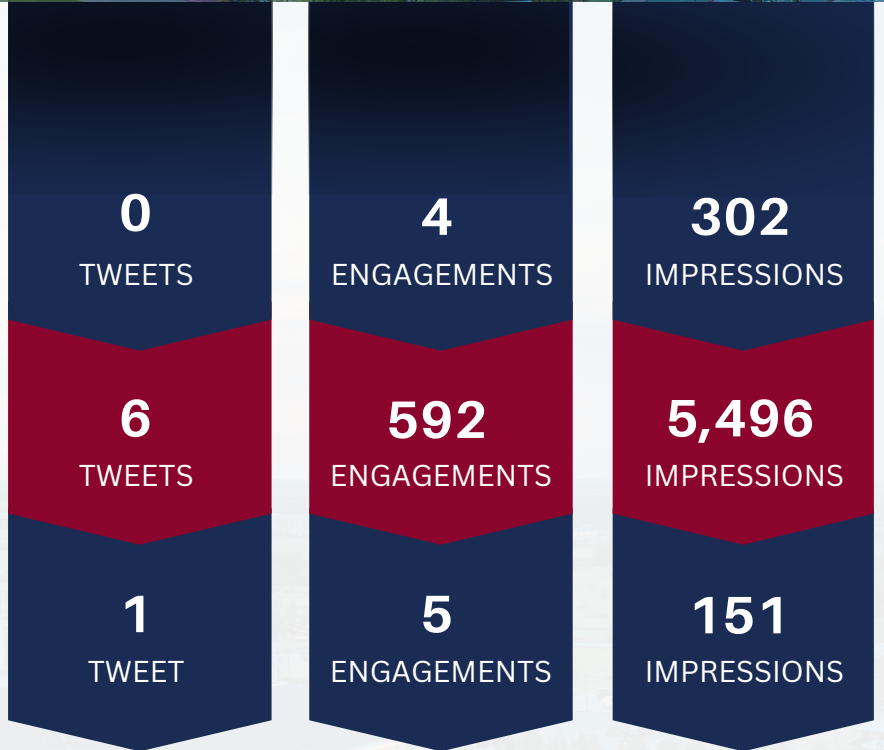 0 4 302
TWEETS ENGAGEMENTS IMPRESSIONS
6 592 5,496
TWEETS ENGAGEMENTS IMPRESSIONS
1 5 151
TWEET ENGAGEMENTS IMPRESSIONS